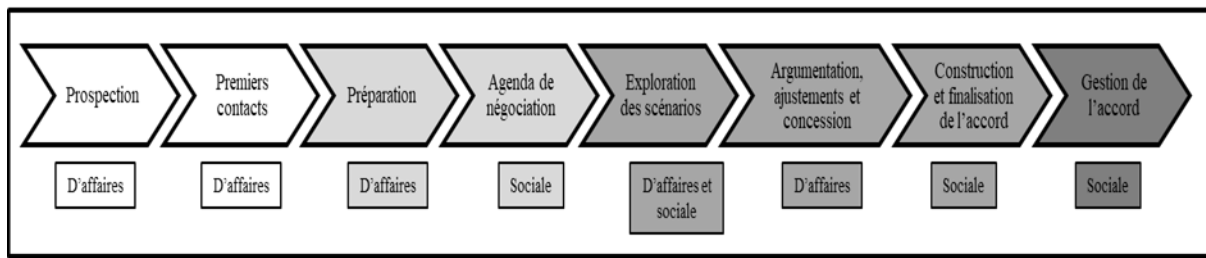 Prospection
Premiers
contacts
Préparation
Agenda de
négociation
Exploration
des scénarios
Argumentation,
ajustements et
concession
Construction
et finalisation
de l’accord
Gestion de
l’accord
D’affaires
D’affaires
D’affaires
Sociale
D’affaires et
sociale
D’affaires
Sociale
Sociale